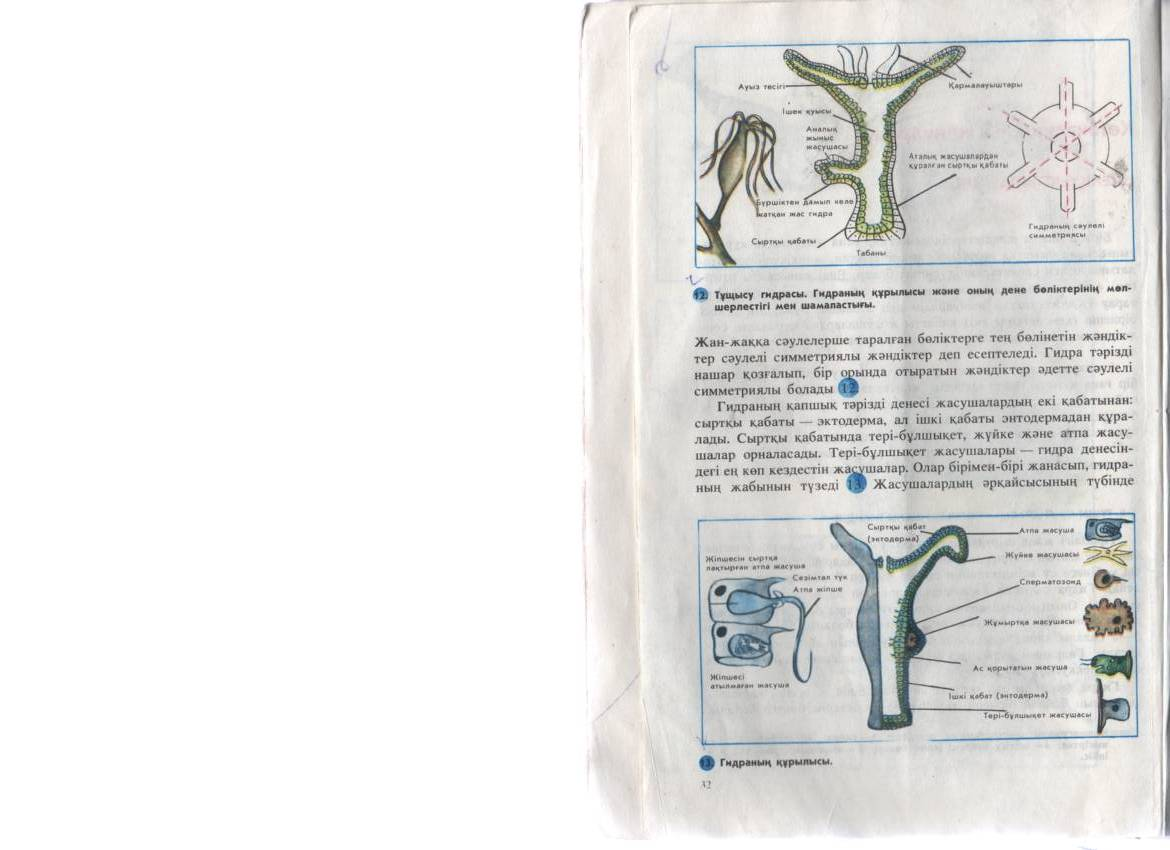 Ауыз тесігі
Қармалауыштары
Ішек қуысы
Аналық
жыныс
жасушасы
Аталық жасушалардан
құралған сыртқы қабаты
Бүршіктен дамып келе
жатқан жас гидра
Сыртқы қабаты
Табаны
Гидраның сәулелі
симметриясы
12. Тұщысу гидрасы. Гидраның құрылысы және оның дене бөліктерінің мөл-
шерлестігі мен шамаластығы.
Жан-жаққа сәулелерше таралған бөліктерге тең бөлінетін жәндік-
тер сәулелі симметриялы жәндіктер деп есептеледі. Гидра тәрізді
нашар қозғалып, бір орында отыратын жәндіктер әдетте сәулелі
симметриялы болады 12.
Гидраның қапшық тәрізді денесі жасушалардың екі қабатынан:
сыртқы қабаты — эктодерма, ал ішкі қабаты энтодермадан құра-
лады. Сыртқы қабатында тері-бұлшықет, жүйке және атпа жасу-
шалар орналасады. Тері-бұлшықет жасушалары — гидра денесін-
дегі ең көп кездестін жасушалар. Олар бірімен-бірі жанасып, гидра-
ның жабынын түзеді 13. Жасушалардың әрқайсысының түбінде
Сыртқы қабат
(эктодерма)
Атпа жасуша
Жүйке жасушасы
Жіпшесін сыртқа
лақтырған атпа жасуша
Сезімтал түк
Атпа жіпше
Сперматозоид
Жұмыртқа жасушасы
Ас қорытатын жасуша
Жіпшесі
атылмаған жасуша
Ішкі қабат (энтодерма)
Тері-бұлшықет жасушасы
13. Гидраның құрылысы.
32